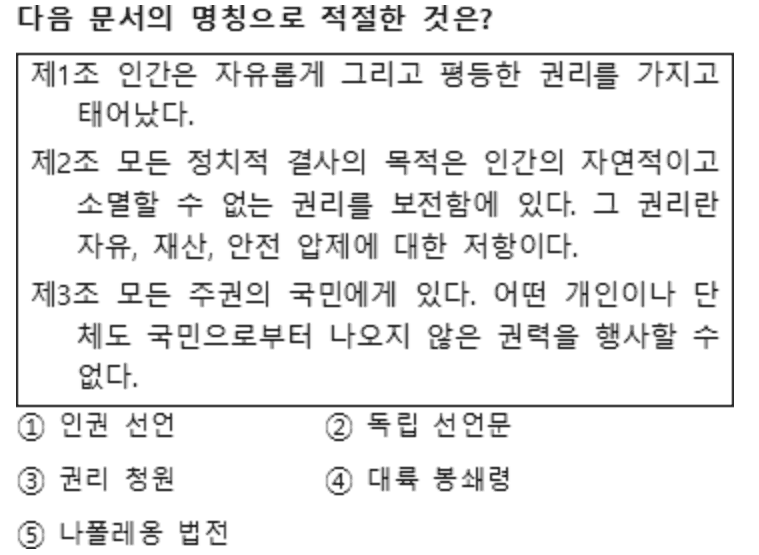 다음 문서의 명칭으로 적절한 것은?
제1조 인간은 자유롭게 그리고 평등한 권리를 가지고
태어났다.
제2조 모든 정치적 결사의 목적은 인간의 자연적이고
소멸할 수 없는 권리를 보전함에 있다. 그 권리란
자유, 재산, 안전 압제에 대한 저항이다.
제3조 모든 주권의 국민에게 있다. 어떤 개인이나 단
체도 국민으로부터 나오지 않은 권력을 행사할 수
없다.
① 인권 선언 ② 독립 선언문
③ 권리 청원 ④ 대륙 봉쇄령
⑤ 나폴레옹 법전